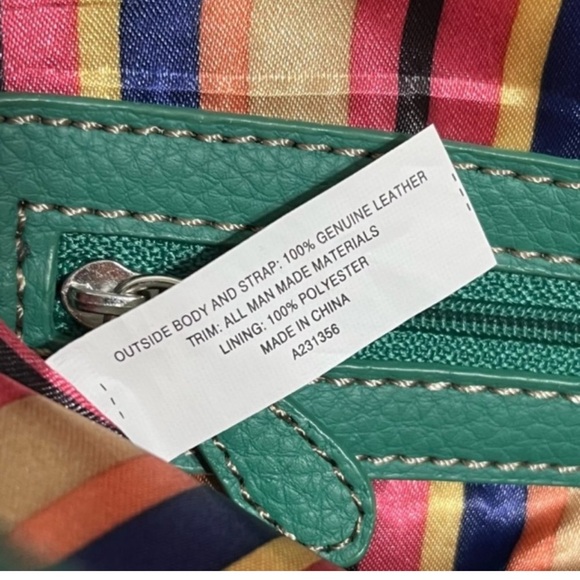 OUTSIDE BODY AND STRAP: 100% GENUINE LEATHER
TRIM: ALL MAN MADE MATERIALS
LINING: 100% POLYESTER
MADE IN CHINA
A231356